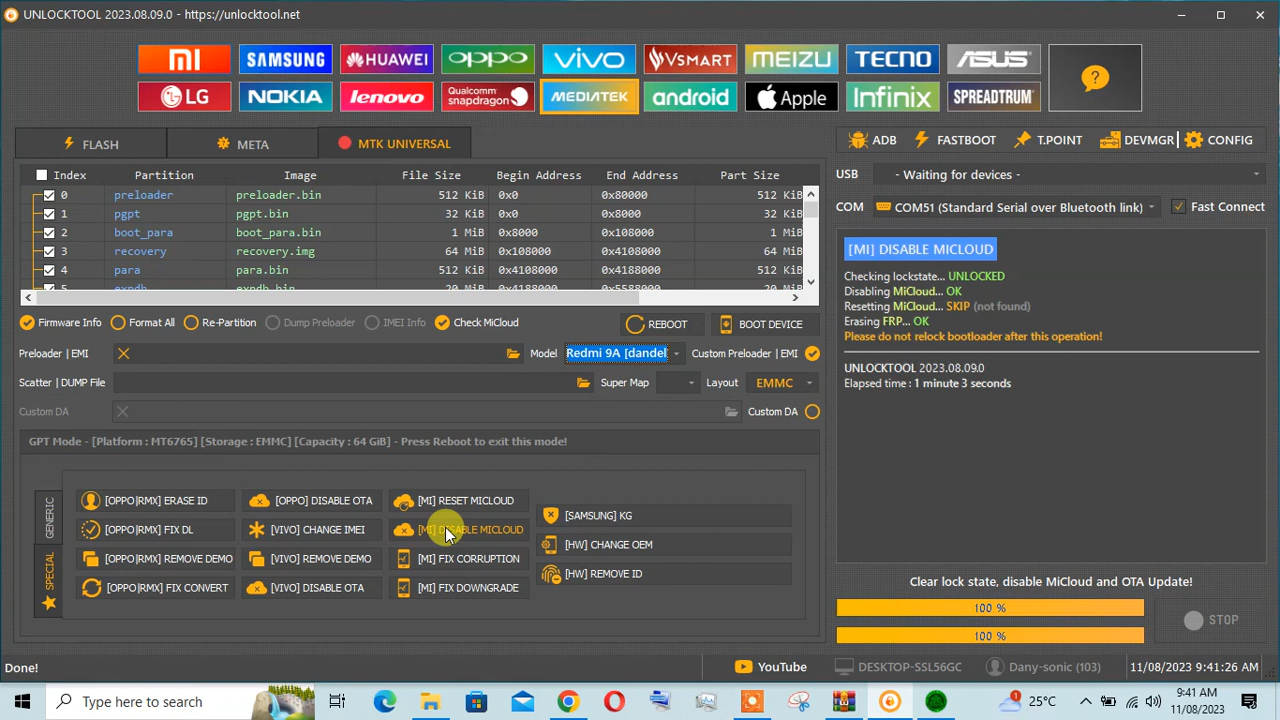 UNLOCKTOOL 2023.08.09.0 - https://unlocktool.net
MI SAMSUNG HUAWEI OPPO vivo VSMART MEIZU TECNO ASUS
LG NOKIA lenovo Qualcomm snapdragon MEDIATEK android Apple Infinix SPREADTRUM
?
FLASH META MTK UNIVERSAL
ADB FASTBOOT T.POINT DEVMGR CONFIG
Index Partition Image File Size Begin Address End Address Part Size
0 preloader preloader.bin 512 KiB 0x0 0x80000 512 KiB
1 pgpt pgpt.bin 32 KiB 0x0 0x8000 32 KiB
2 boot_para boot_para.bin 1 MiB 0x8000 0x108000 1 MiB
3 recovery recovery.img 64 MiB 0x108000 0x4108000 64 MiB
4 para para.bin 512 KiB 0x4108000 0x4188000 512 KiB
5 expdb expdb.bin 20 MiB 0x4188000 0x5588000 20 MiB
USB - Waiting for devices -
COM COM51 (Standard Serial over Bluetooth link) Fast Connect
[MI] DISABLE MICLOUD
Checking lockstate... UNLOCKED
Disabling MiCloud... OK
Resetting MiCloud... SKIP (not found)
Erasing FRP... OK
Please do not relock bootloader after this operation!
UNLOCKTOOL 2023.08.09.0
Elapsed time : 1 minute 3 seconds
Firmware Info Format All Re-Partition Dump Preloader IMEI Info Check MiCloud REBOOT BOOT DEVICE
Preloader | EMI Model Redmi 9A [dandel Custom Preloader | EMI
Scatter | DUMP File Super Map Layout EMMC
Custom DA Custom DA
GPT Mode - [Platform : MT6765] [Storage : EMMC] [Capacity : 64 GiB] - Press Reboot to exit this mode!
GENERIC
SPECIAL
[OPPO|RMX] ERASE ID [OPPO] DISABLE OTA [MI] RESET MICLOUD
[SAMSUNG] KG
[OPPO|RMX] FIX DL [VIVO] CHANGE IMEI [MI] DISABLE MICLOUD
[HW] CHANGE OEM
[OPPO|RMX] REMOVE DEMO [VIVO] REMOVE DEMO [MI] FIX CORRUPTION
[HW] REMOVE ID
[OPPO|RMX] FIX CONVERT [VIVO] DISABLE OTA [MI] FIX DOWNGRADE
Clear lock state, disable MiCloud and OTA Update!
100 %
100 %
STOP
Done! YouTube DESKTOP-SSL56GC Dany-sonic (103) 11/08/2023 9:41:26 AM
Type here to search 1 25°C 9:41 AM
11/08/2023